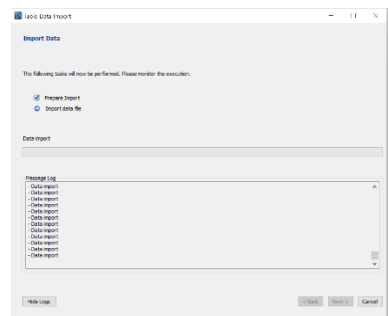 Table Data Import
Import Data
The following tasks will now be performed. Please monitor the execution.
Prepare Import
Import data file
Data import
Message Log
- Data import
- Data import
- Data import
- Data import
- Data import
- Data import
- Data import
- Data import
- Data import
- Data import
- Data import
- Data import
Hide Logs
< Back
Next >
Cancel